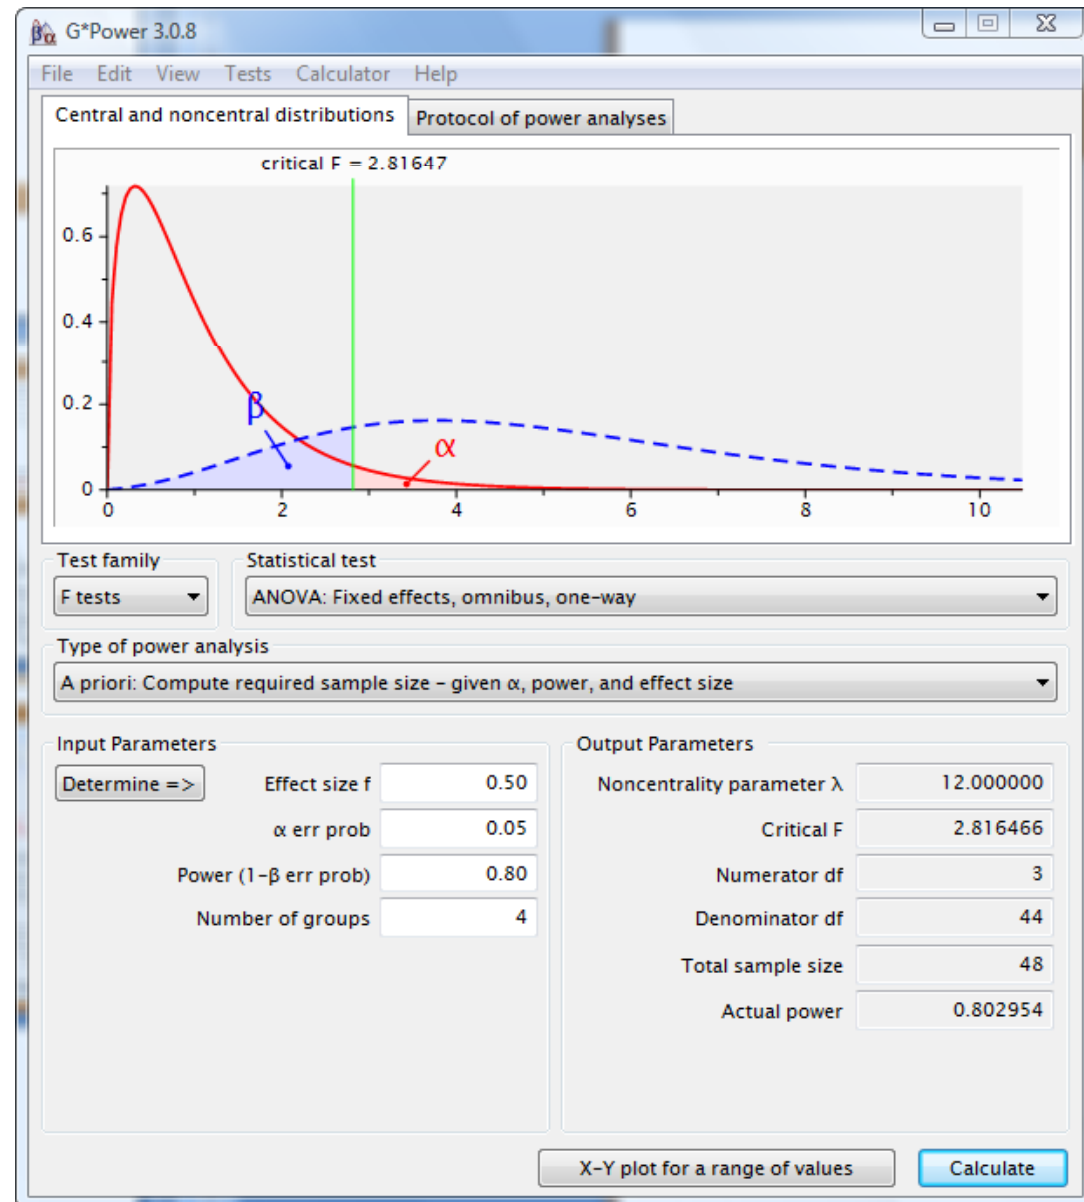 G*Power 3.0.8
File Edit View Tests Calculator Help
Central and noncentral distributions Protocol of power analyses
critical F = 2.81647
0.6
0.4
0.2
0
β
α
0 2 4 6 8 10
Test family Statistical test
F tests ANOVA: Fixed effects, omnibus, one-way
Type of power analysis
A priori: Compute required sample size – given α, power, and effect size
Input Parameters
Determine => Effect size f 0.50
α err prob 0.05
Power (1–β err prob) 0.80
Number of groups 4
Output Parameters
Noncentrality parameter λ 12.000000
Critical F 2.816466
Numerator df 3
Denominator df 44
Total sample size 48
Actual power 0.802954
X–Y plot for a range of values Calculate